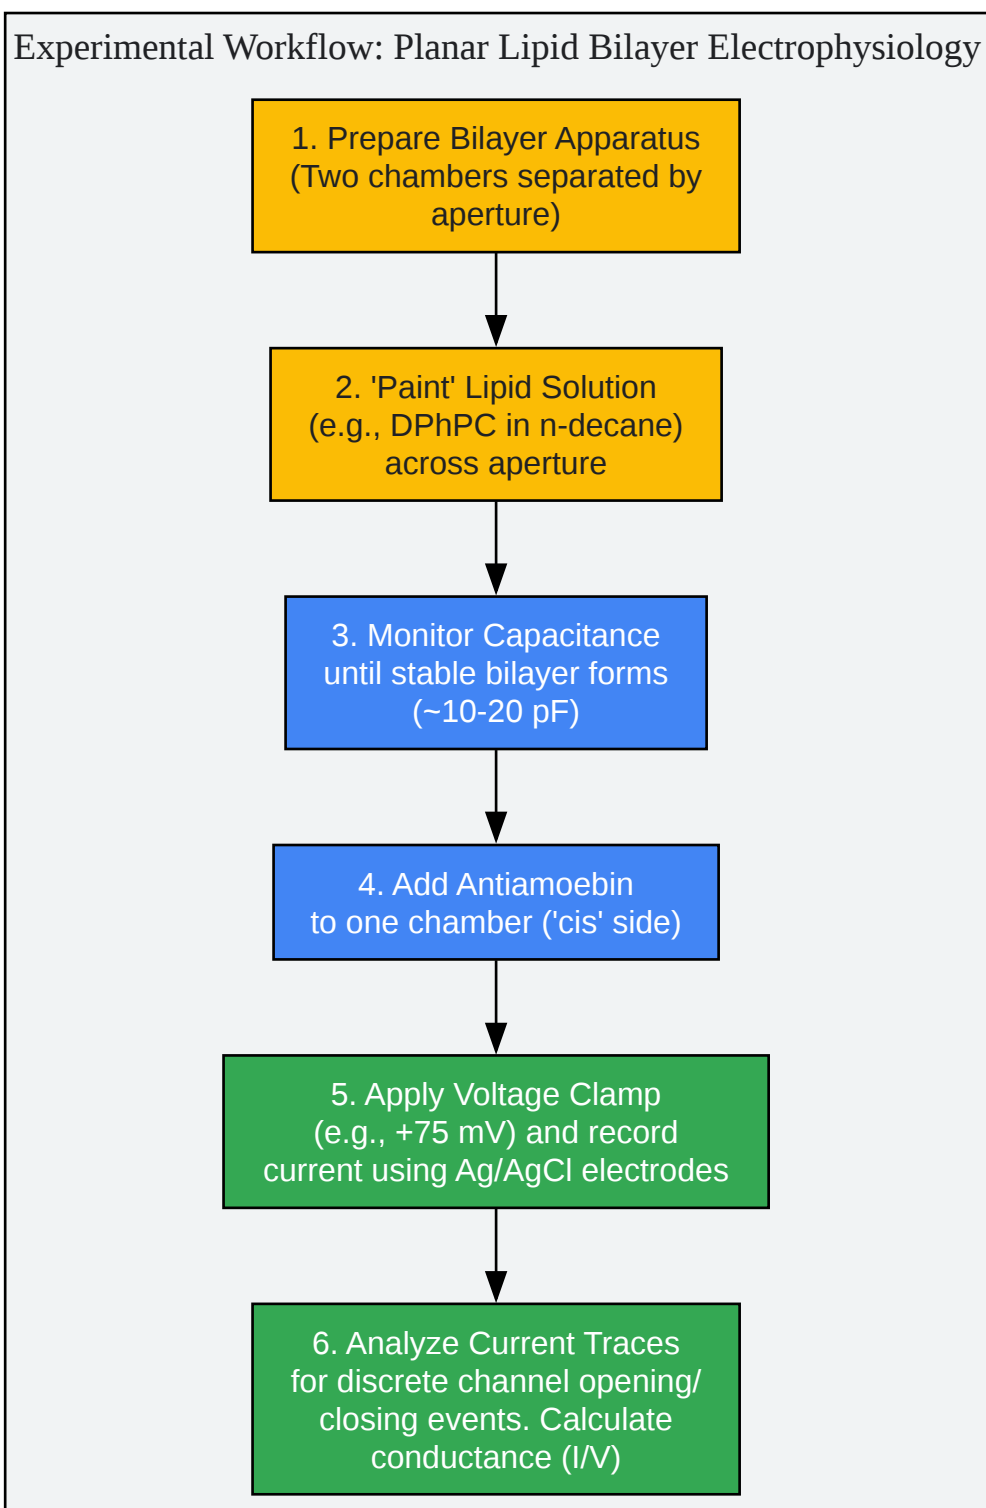 Experimental Workflow: Planar Lipid Bilayer Electrophysiology
1. Prepare Bilayer Apparatus
(Two chambers separated by
aperture)
2. 'Paint' Lipid Solution
(e.g., DPhPC in n-decane)
across aperture
3. Monitor Capacitance
until stable bilayer forms
(~10-20 pF)
4. Add Antiamoebin
to one chamber ('cis' side)
5. Apply Voltage Clamp
(e.g., +75 mV) and record
current using Ag/AgCl electrodes
6. Analyze Current Traces
for discrete channel opening/
closing events. Calculate
conductance (I/V)